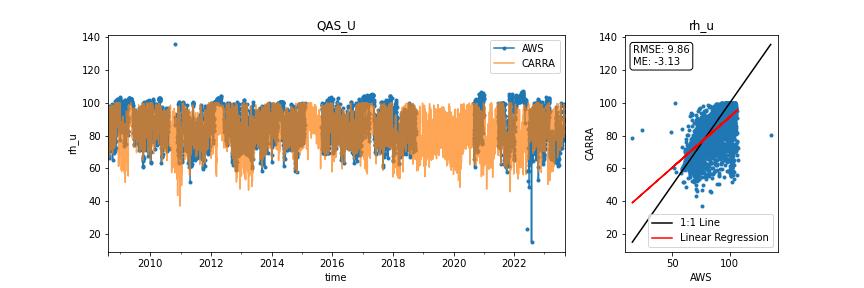 QAS_U
rh_u
140
120
100
80
60
40
20
rh_u
AWS
CARRA
2010
2012
2014
2016
2018
2020
2022
time
140
120
100
80
60
40
20
CARRA
RMSE: 9.86
ME: -3.13
1:1 Line
Linear Regression
50
100
AWS